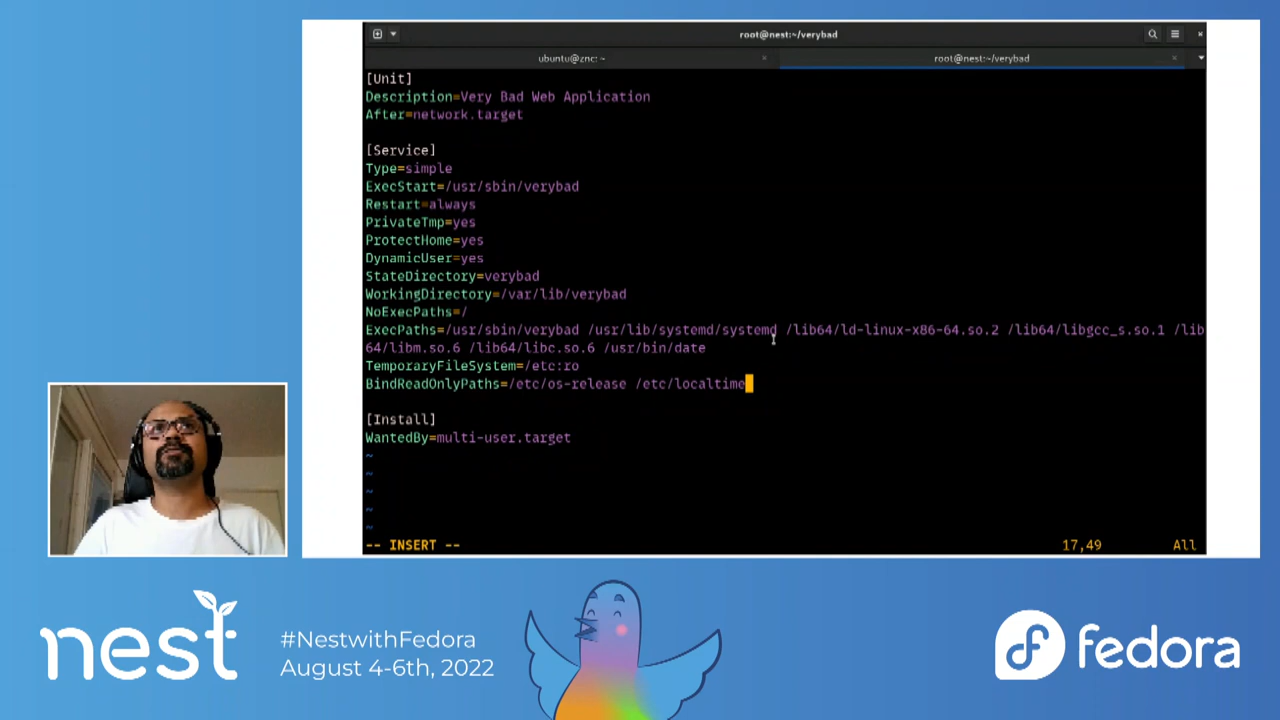 root@nest:~/verybad
ubuntu@znc: ~
root@nest:~/verybad
[Unit]
Description=Very Bad Web Application
After=network.target
[Service]
Type=simple
ExecStart=/usr/sbin/verybad
Restart=always
PrivateTmp=yes
ProtectHome=yes
DynamicUser=yes
StateDirectory=verybad
WorkingDirectory=/var/lib/verybad
NoExecPaths=/
ExecPaths=/usr/sbin/verybad /usr/lib/systemd/systemd /lib64/ld-linux-x86-64.so.2 /lib64/libgcc_s.so.1 /lib
64/libm.so.6 /lib64/libc.so.6 /usr/bin/date
TemporaryFileSystem=/etc:ro
BindReadOnlyPaths=/etc/os-release /etc/localtime
[Install]
WantedBy=multi-user.target
~
~
~
~
~
-- INSERT -- 17,49 All
nest
#NestwithFedora
August 4-6th, 2022
fedora